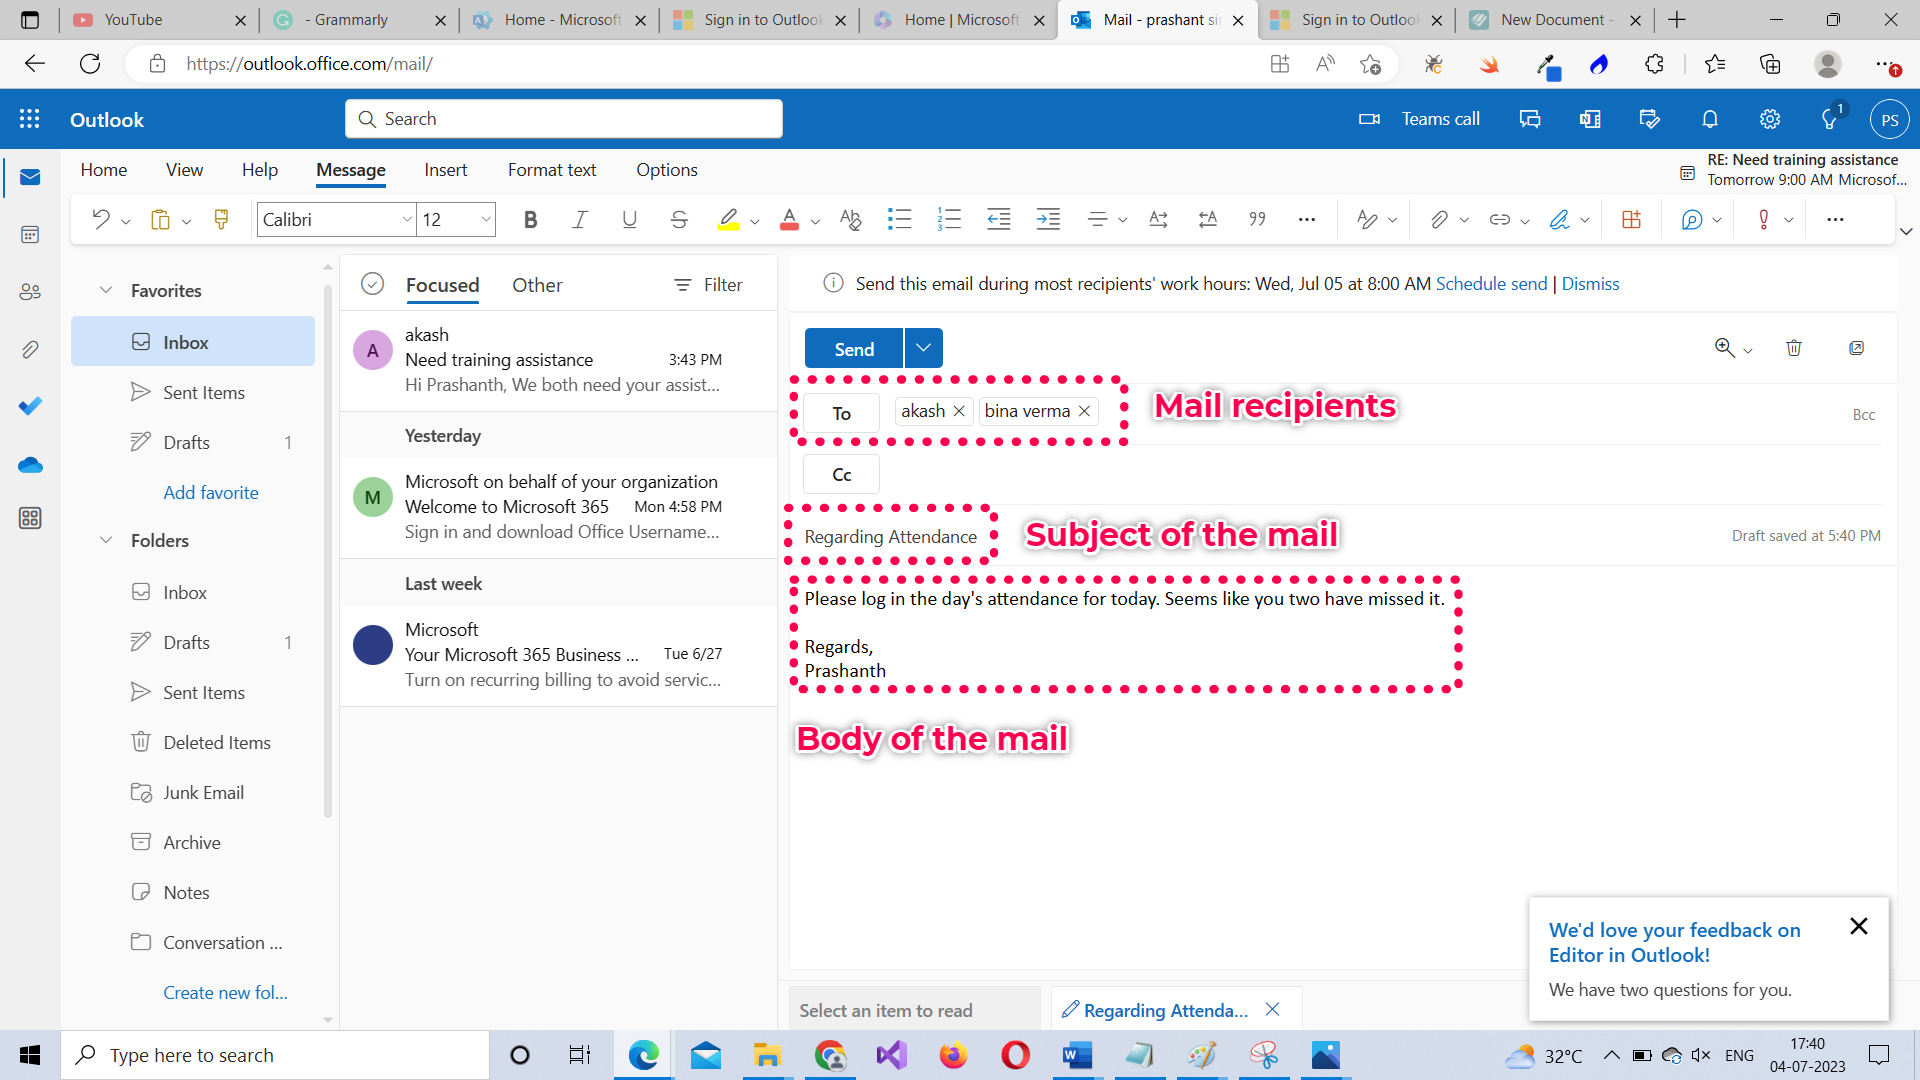 YouTube
- Grammarly
Home - Microsoft
Sign in to Outlook
Home | Microsoft
Mail - prashant si
Sign in to Outlook
New Document -
https://outlook.office.com/mail/
Outlook
Search
Teams call
1
PS
Home
View
Help
Message
Insert
Format text
Options
RE: Need training assistance
Tomorrow 9:00 AM Microsof...
Calibri
12
Favorites
Inbox
Sent Items
Drafts 1
Add favorite
Folders
Inbox
Drafts 1
Sent Items
Deleted Items
Junk Email
Archive
Notes
Conversation ...
Create new fol...
Focused
Other
Filter
A
akash
Need training assistance 3:43 PM
Hi Prashanth, We both need your assist...
Yesterday
M
Microsoft on behalf of your organization
Welcome to Microsoft 365 Mon 4:58 PM
Sign in and download Office Username...
Last week
Microsoft
Your Microsoft 365 Business ... Tue 6/27
Turn on recurring billing to avoid servic...
Send this email during most recipients' work hours: Wed, Jul 05 at 8:00 AM Schedule send | Dismiss
Send
To
akash
bina verma
Mail recipients
Bcc
Cc
Regarding Attendance
Subject of the mail
Draft saved at 5:40 PM
Please log in the day's attendance for today. Seems like you two have missed it.
Regards,
Prashanth
Body of the mail
We'd love your feedback on
Editor in Outlook!
We have two questions for you.
Select an item to read
Regarding Attenda...
Type here to search
32°C
ENG
17:40
04-07-2023